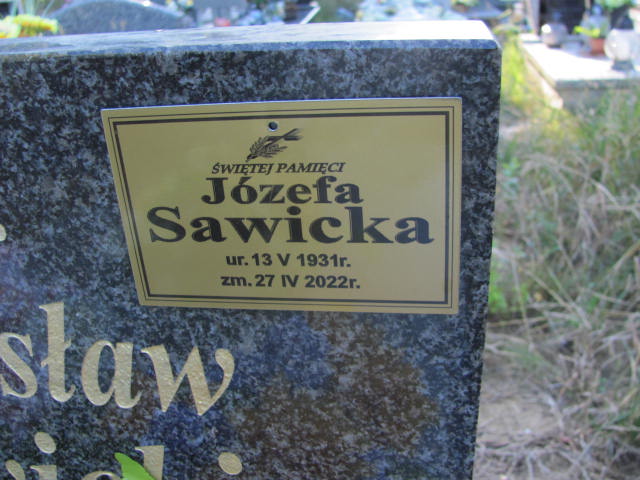 ŚWIĘTEJ PAMIĘCI
Józefa
Sawicka
ur. 13 V 1931r.
zm. 27 IV 2022r.
sław